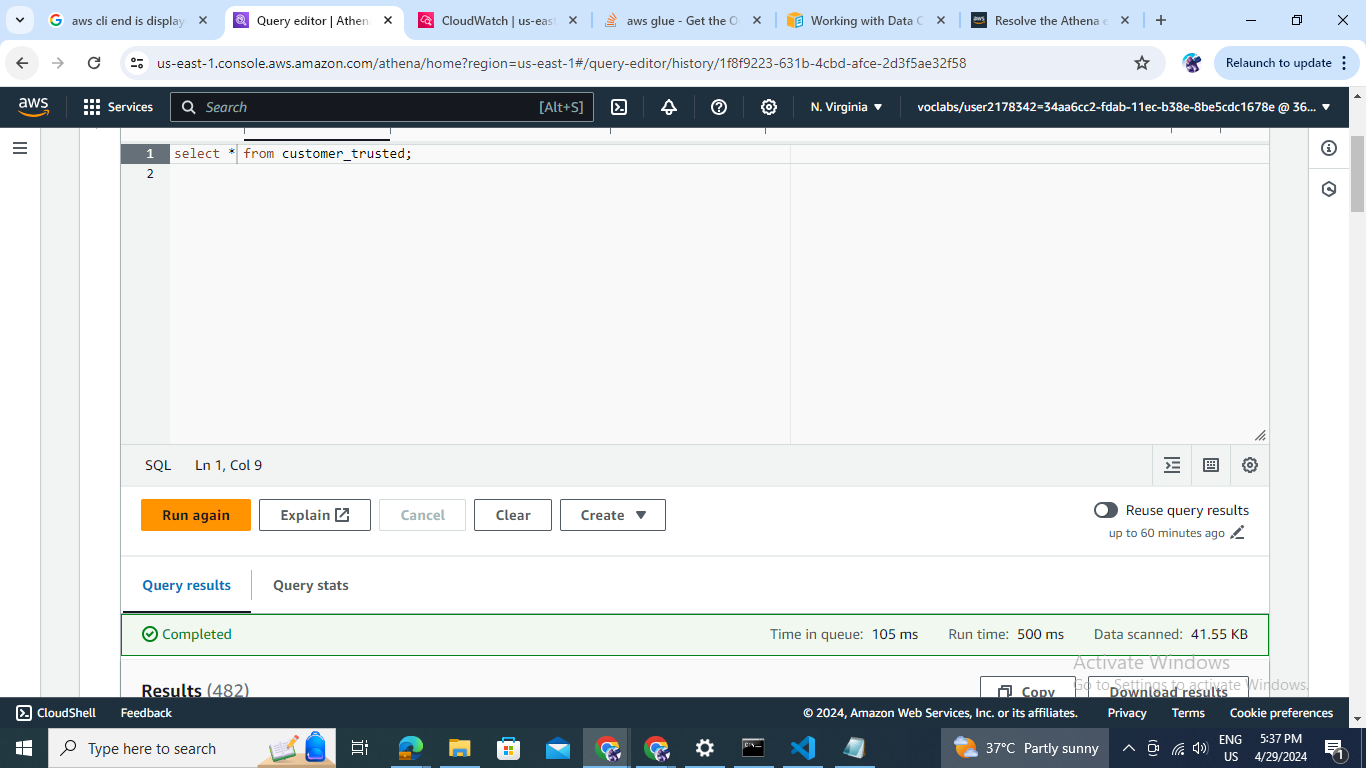 aws cli end is display
Query editor | Athen
CloudWatch | us-eas
aws glue - Get the O
Working with Data C
Resolve the Athena e
us-east-1.console.aws.amazon.com/athena/home?region=us-east-1#/query-editor/history/1f8f9223-631b-4cbd-afce-2d3f5ae32f58
Relaunch to update
aws
Services
Search
[Alt+S]
N. Virginia
voclabs/user2178342=34aa6cc2-fdab-11ec-b38e-8be5cdc1678e @ 36...
1 select * from customer_trusted;
2
SQL Ln 1, Col 9
Run again
Explain
Cancel
Clear
Create
Reuse query results
up to 60 minutes ago
Query results
Query stats
Completed
Time in queue: 105 ms
Run time: 500 ms
Data scanned: 41.55 KB
Activate Windows
Go to Settings to activate Windows.
Results (482)
Copy
Download results
CloudShell
Feedback
© 2024, Amazon Web Services, Inc. or its affiliates.
Privacy
Terms
Cookie preferences
Type here to search
37°C Partly sunny
ENG
US
5:37 PM
4/29/2024
1